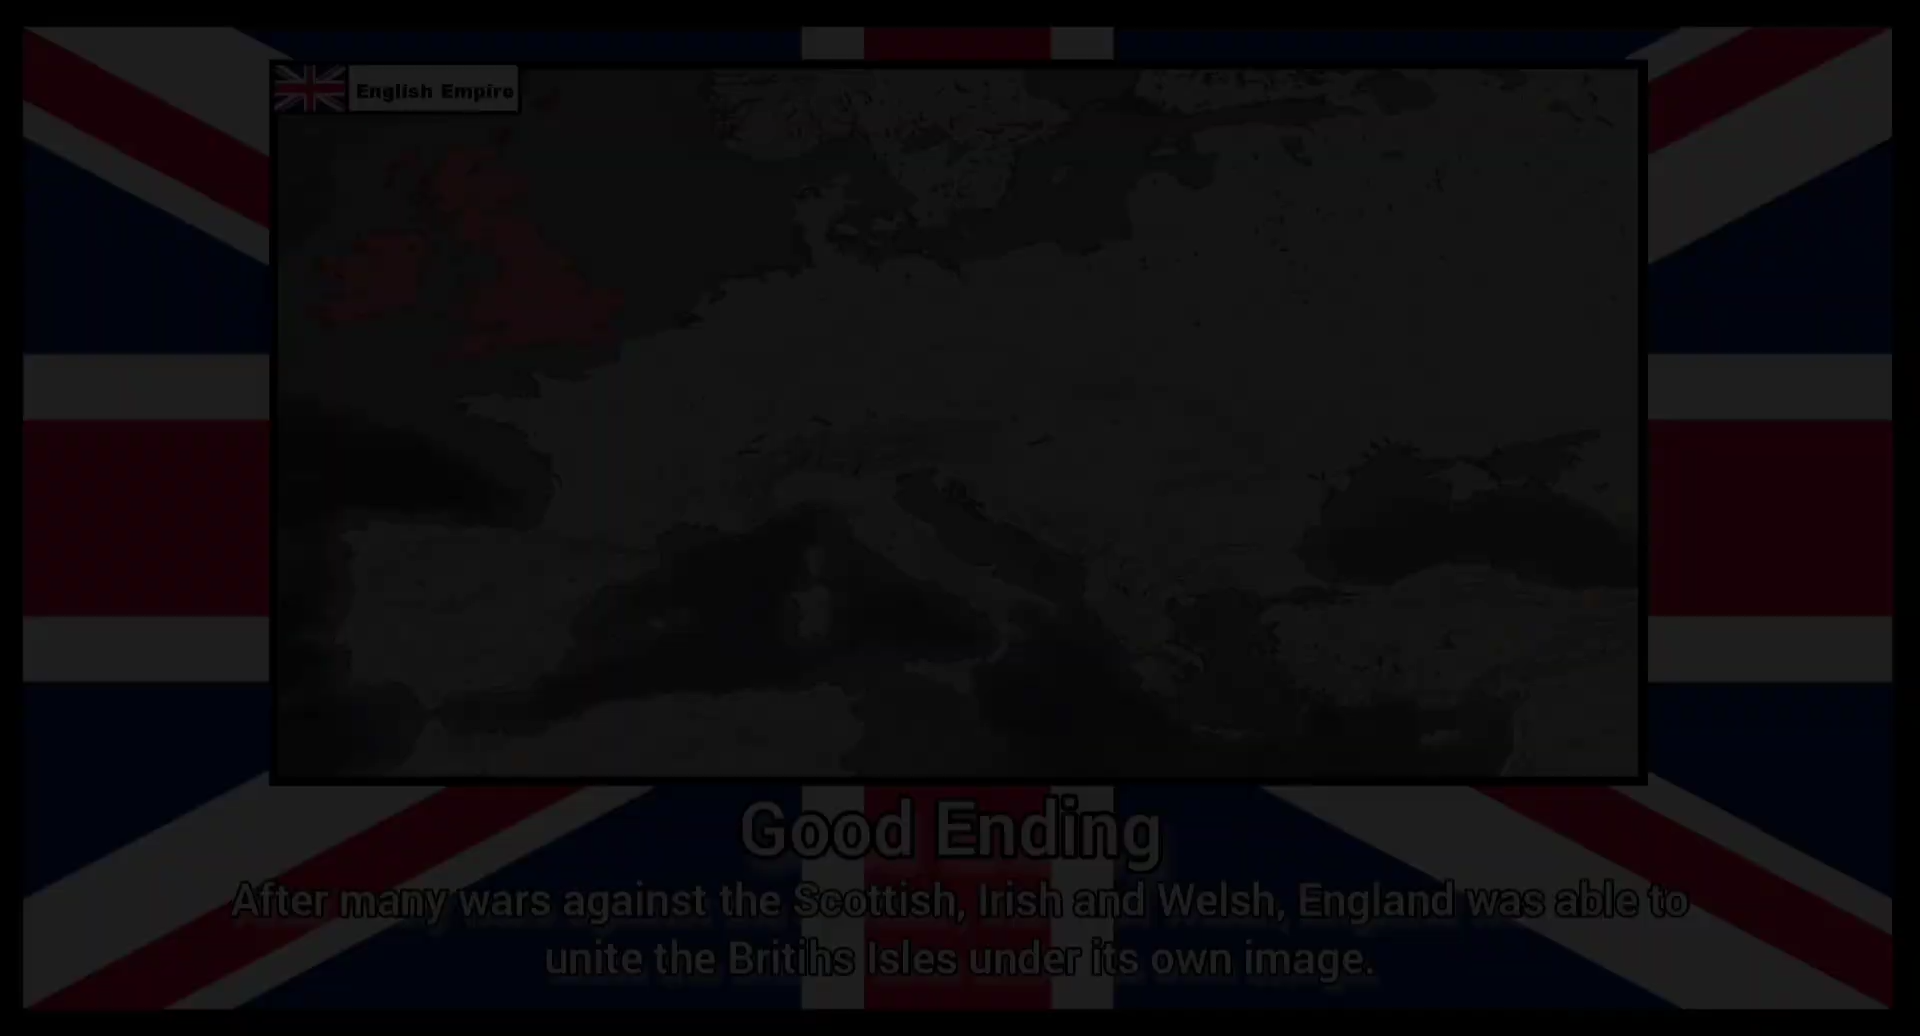 English Empire
Good Ending
After many wars against the Scottish, Irish and Welsh, England was able to
unite the Britihs Isles under its own image.